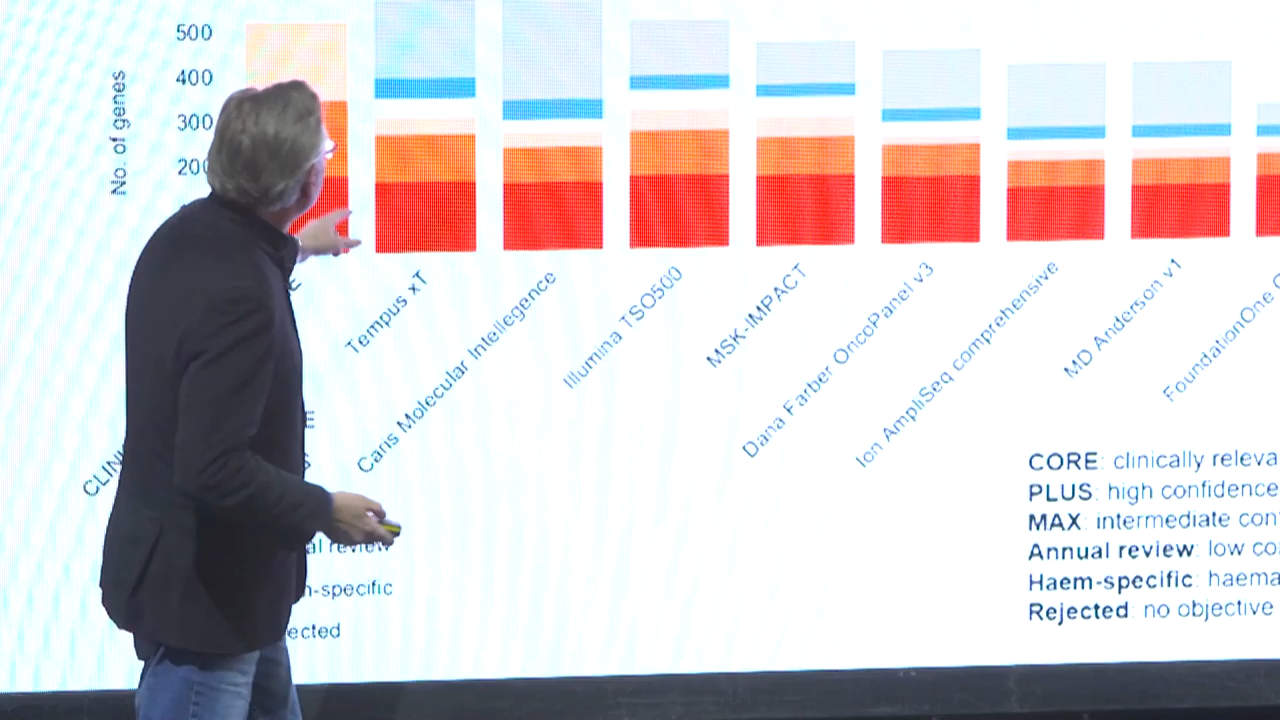 500
400
300
200
No. of genes
Tempus xT
Caris Molecular Intellegence
Illumina TSO500
MSK-IMPACT
Dana Farber OncoPanel v3
Ion AmpliSeq comprehensive
MD Anderson v1
FoundationOne
CORE: clinically releva
PLUS: high confidence
MAX: intermediate con
Annual review: low co
Haem-specific: haema
Rejected: no objective
CLIN
E
E
al review
m-specific
ected